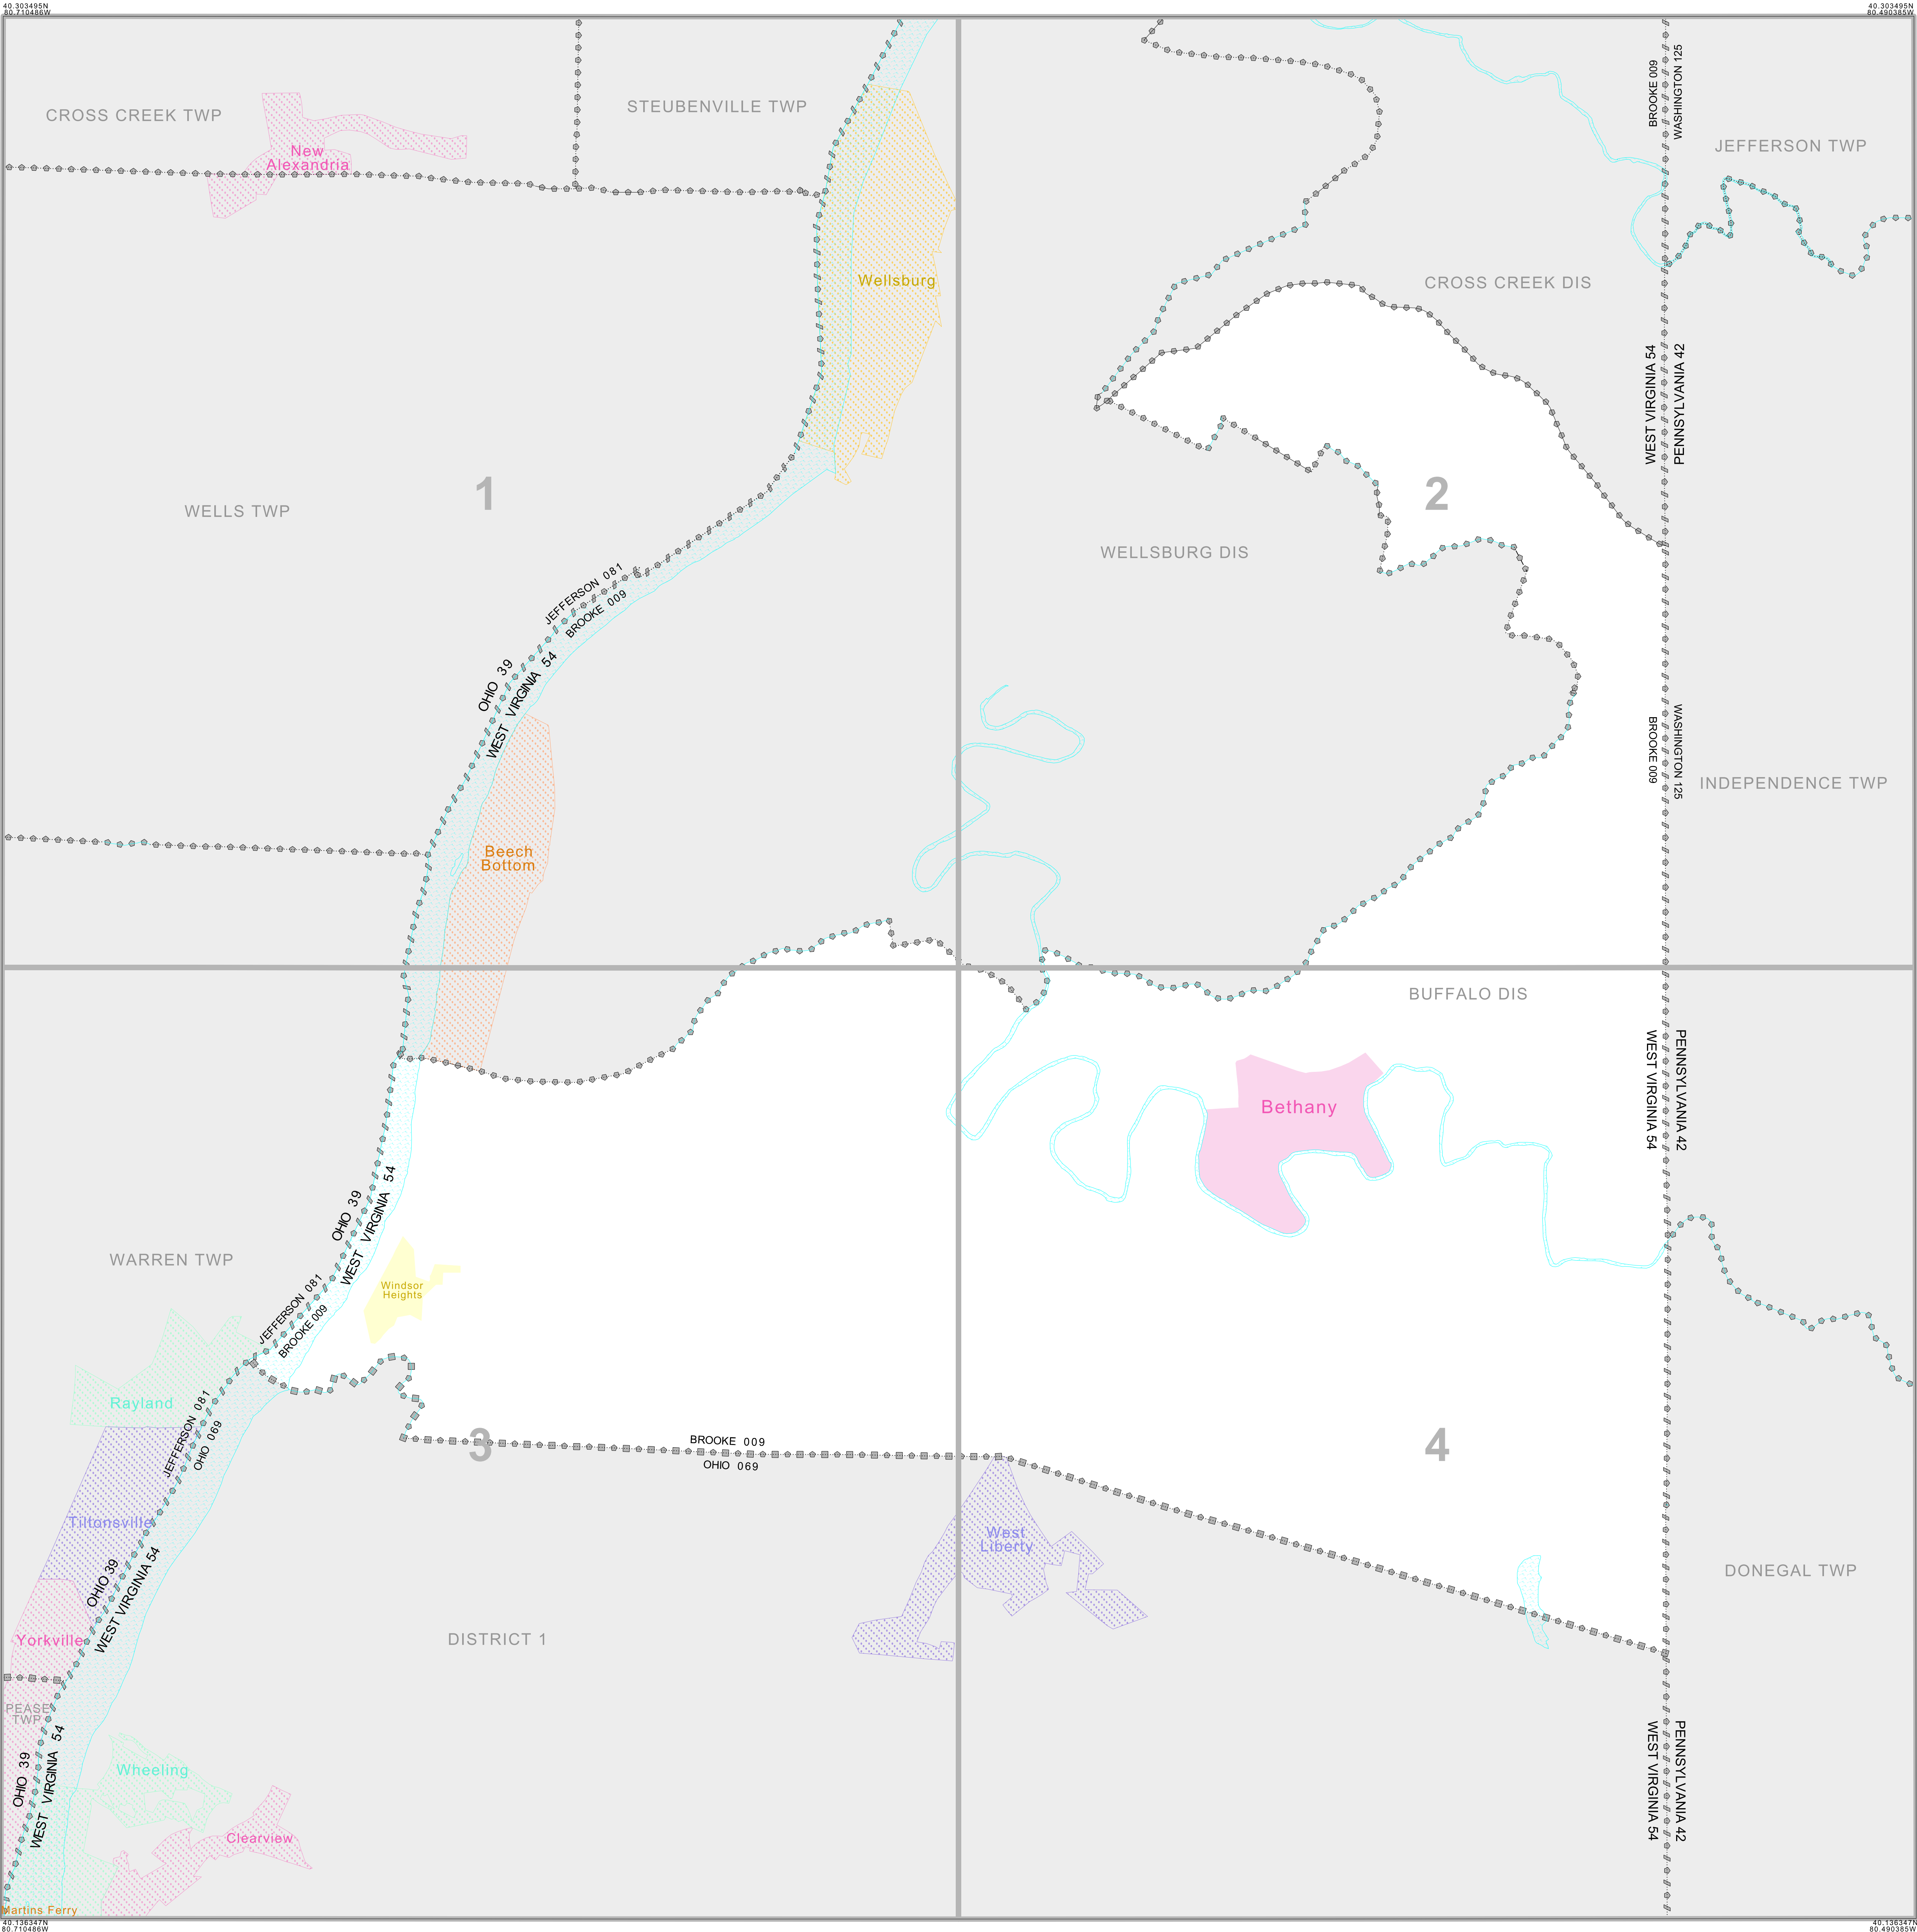 40.303495N
80.710486W
40.303495N
80.490385W
CROSS CREEK TWP
STEUBENVILLE TWP
New
Alexandria
BROOKE 009
WASHINGTON 125
JEFFERSON TWP
Wellsburg
CROSS CREEK DIS
WEST VIRGINIA 54
PENNSYLVANIA 42
1
2
WELLS TWP
WELLSBURG DIS
JEFFERSON 081
BROOKE 009
OHIO 39
WEST VIRGINIA 54
BROOKE 009
WASHINGTON 125
INDEPENDENCE TWP
Beech
Bottom
BUFFALO DIS
WEST VIRGINIA 54
PENNSYLVANIA 42
Bethany
OHIO 39
WEST VIRGINIA 54
WARREN TWP
Windsor
Heights
JEFFERSON 081
BROOKE 009
Rayland
JEFFERSON 081
OHIO 069
3
BROOKE 009
OHIO 069
4
Tiltonsville
West
Liberty
OHIO 39
WEST VIRGINIA 54
DONEGAL TWP
Yorkville
DISTRICT 1
PEASE
TWP
OHIO 39
WEST VIRGINIA 54
Wheeling
WEST VIRGINIA 54
PENNSYLVANIA 42
Clearview
Martins Ferry
40.136347N
80.710486W
40.136347N
80.490385W